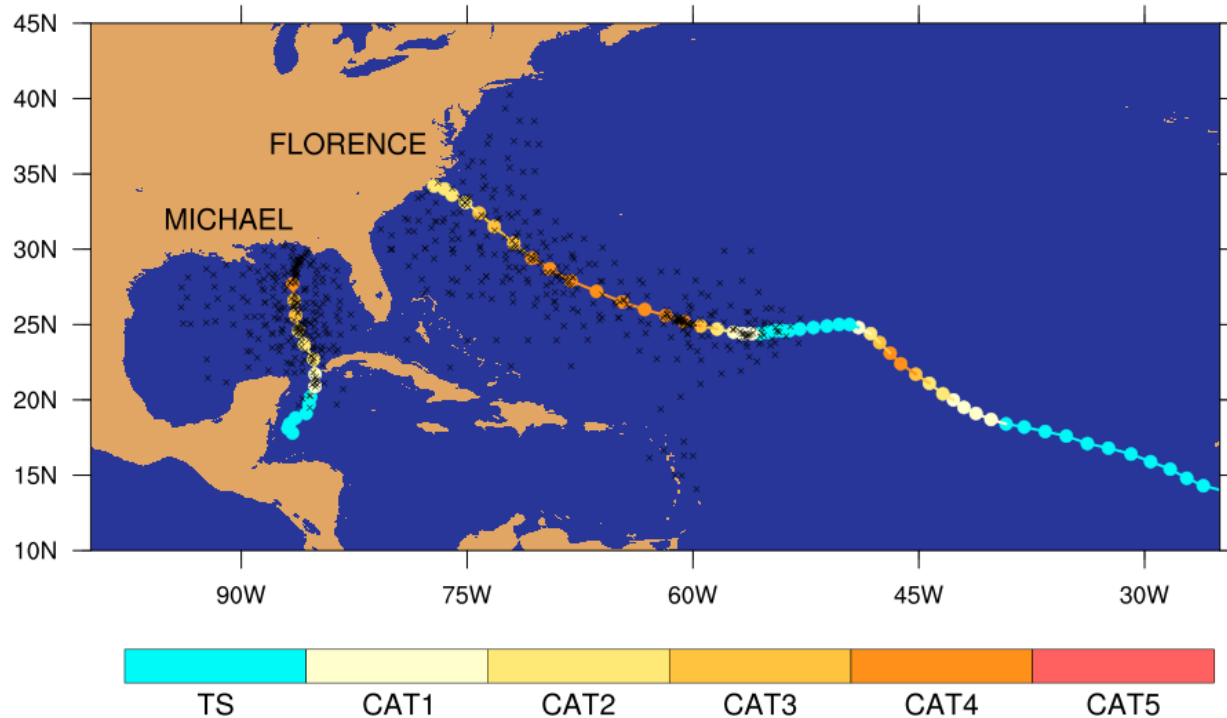 45N
40N
FLORENCE
35N
MICHAEL
30N
25N
20N
15N
10N
90W 75W 60W 45W 30W
TS CAT1 CAT2 CAT3 CAT4 CAT5